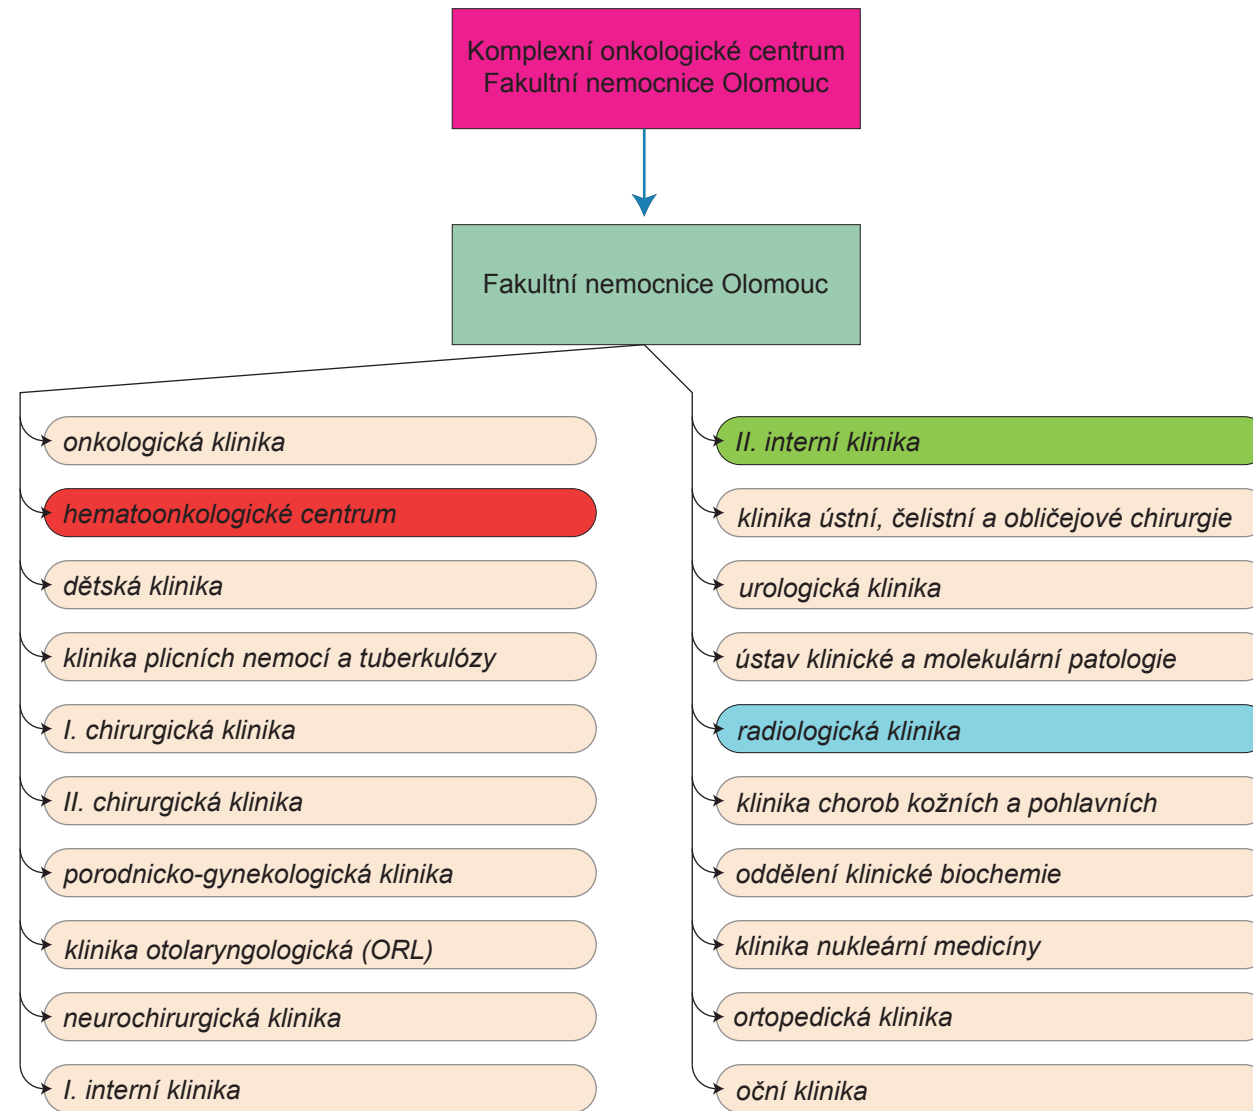 Komplexní onkologické centrum
Fakultní nemocnice Olomouc
Fakultní nemocnice Olomouc
onkologická klinika
hematoonkologické centrum
dětská klinika
klinika plicních nemocí a tuberkulózy
I. chirurgická klinika
II. chirurgická klinika
porodnicko-gynekologická klinika
klinika otolaryngologická (ORL)
neurochirurgická klinika
I. interní klinika
II. interní klinika
klinika ústní, čelistní a obličejové chirurgie
urologická klinika
ústav klinické a molekulární patologie
radiologická klinika
klinika chorob kožních a pohlavních
oddělení klinické biochemie
klinika nukleární medicíny
ortopedická klinika
oční klinika